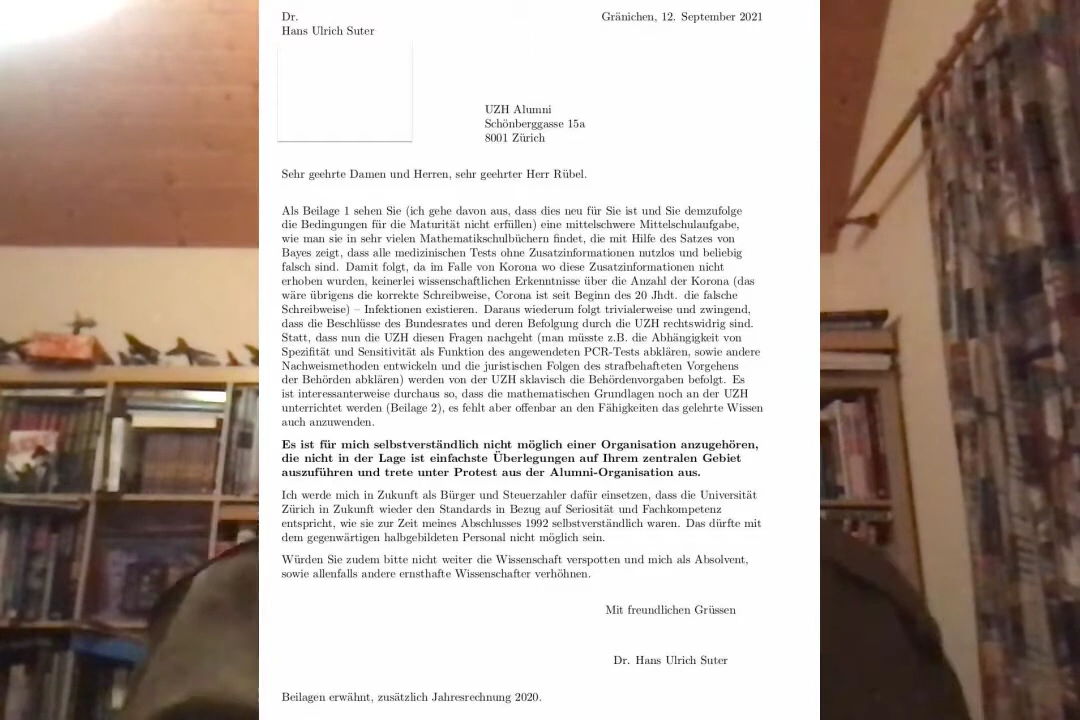 Dr.
Gränichen, 12. September 2021
Hans Ulrich Suter
UZH Alumni
Schönberggasse 15a
8001 Zürich
Sehr geehrte Damen und Herren, sehr geehrter Herr Rübel.
Als Beilage 1 sehen Sie (ich gehe davon aus, dass dies neu für Sie ist und Sie demzufolge
die Bedingungen für die Maturität nicht erfüllen) eine mittelschwere Mittelschulaufgabe,
wie man sie in sehr vielen Mathematikschulbüchern findet, die mit Hilfe des Satzes von
Bayes zeigt, dass alle medizinischen Tests ohne Zusatzinformationen nutzlos und beliebig
falsch sind. Damit folgt, da im Falle von Korona wo diese Zusatzinformationen nicht
erhoben wurden, keinerlei wissenschaftlichen Erkenntnisse über die Anzahl der Korona (das
wäre übrigens die korrekte Schreibweise, Corona ist seit Beginn des 20 Jhdt. die falsche
Schreibweise) – Infektionen existieren. Daraus wiederum folgt trivialerweise und zwingend,
dass die Beschlüsse des Bundesrates und deren Befolgung durch die UZH rechtswidrig sind.
Statt, dass nun die UZH diesen Fragen nachgeht (man müsste z.B. die Abhängigkeit von
Spezifität und Sensitivität als Funktion des angewendeten PCR-Tests abklären, sowie andere
Nachweismethoden entwickeln und die juristischen Folgen des strafbehafteten Vorgehens
der Behörden abklären) werden von der UZH sklavisch die Behördenvorgaben befolgt. Es
ist interessanterweise durchaus so, dass die mathematischen Grundlagen noch an der UZH
unterrichtet werden (Beilage 2), es fehlt aber offenbar an den Fähigkeiten das gelehrte Wissen
auch anzuwenden.
Es ist für mich selbstverständlich nicht möglich einer Organisation anzugehören,
die nicht in der Lage ist einfachste Überlegungen auf Ihrem zentralen Gebiet
auszuführen und trete unter Protest aus der Alumni-Organisation aus.
Ich werde mich in Zukunft als Bürger und Steuerzahler dafür einsetzen, dass die Universität
Zürich in Zukunft wieder den Standards in Bezug auf Seriosität und Fachkompetenz
entspricht, wie sie zur Zeit meines Abschlusses 1992 selbstverständlich waren. Das dürfte mit
dem gegenwärtigen halbgebildeten Personal nicht möglich sein.
Würden Sie zudem bitte nicht weiter die Wissenschaft verspotten und mich als Absolvent,
sowie allenfalls andere ernsthafte Wissenschafter verhöhnen.
Mit freundlichen Grüssen
Dr. Hans Ulrich Suter
Beilagen erwähnt, zusätzlich Jahresrechnung 2020.